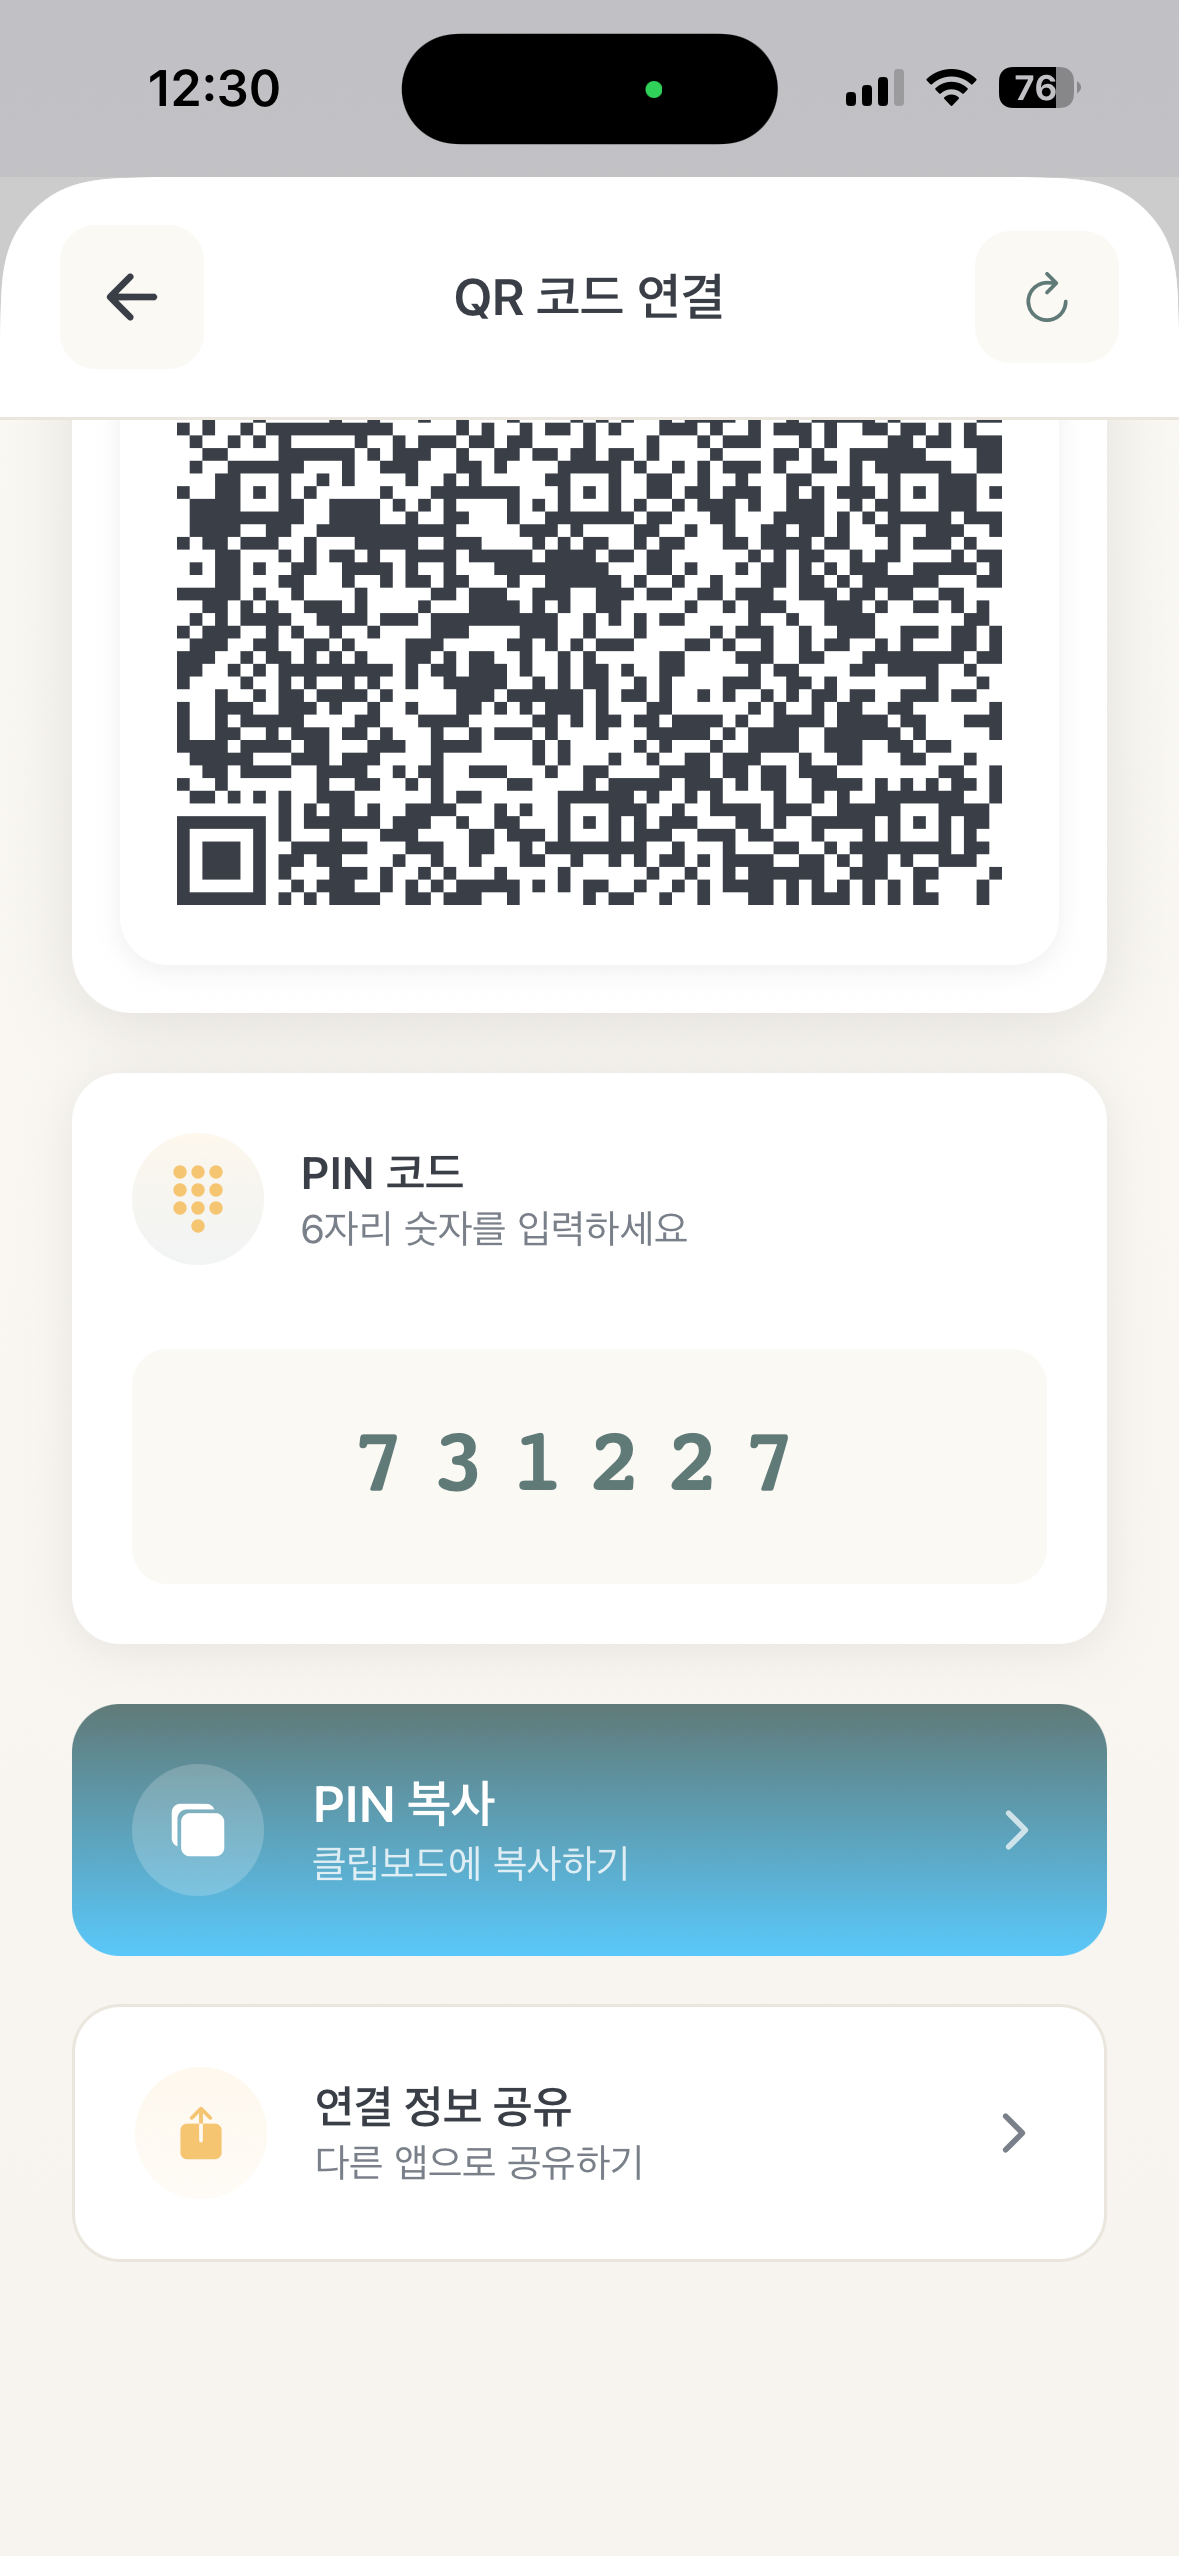 12:30
76
QR 코드 연결
PIN 코드
6자리 숫자를 입력하세요
7 3 1 2 2 7
PIN 복사
클립보드에 복사하기
연결 정보 공유
다른 앱으로 공유하기